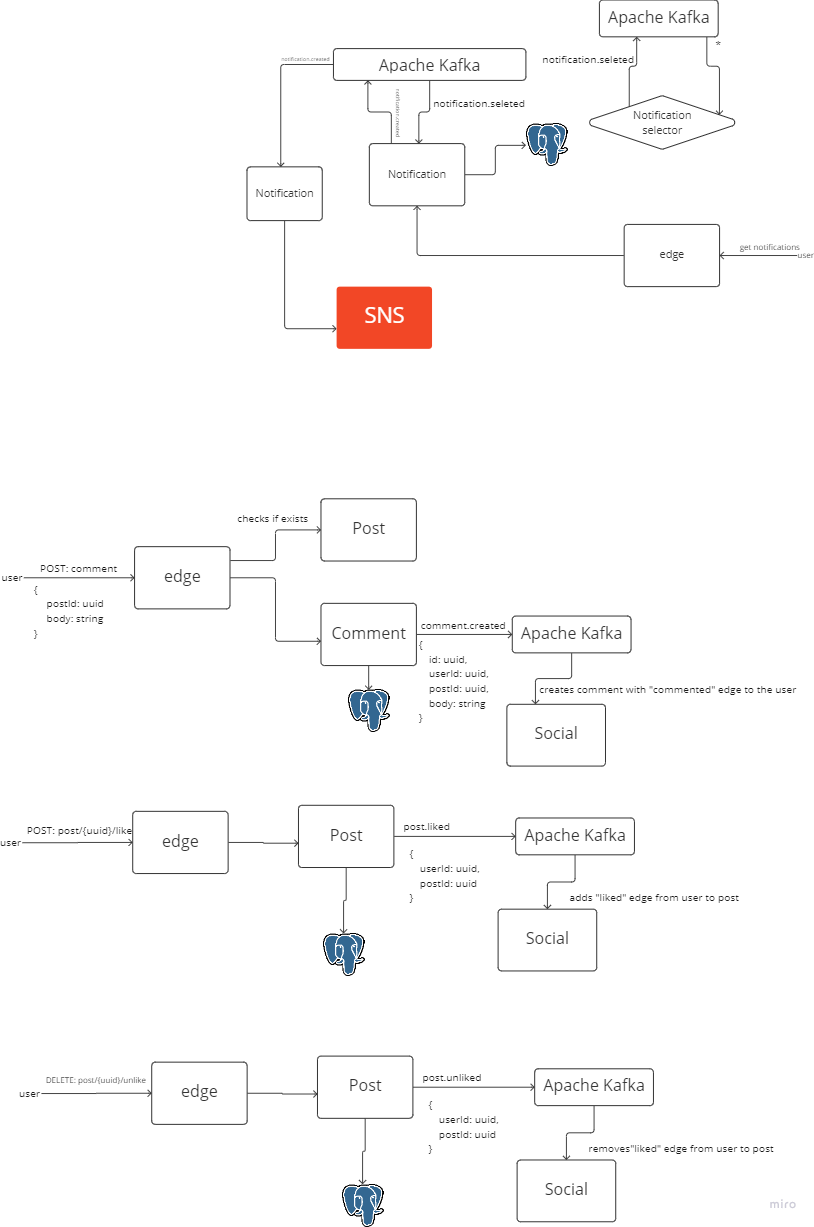 Apache Kafka
*
notification.seleted
Notification
selector
notification.created
Apache Kafka
notification.created
notification.seleted
Notification
Notification
edge
get notifications
user
SNS
checks if exists
Post
POST: comment
user
edge
{
postId: uuid
body: string
}
Comment
comment.created
Apache Kafka
{
id: uuid,
userId: uuid,
postId: uuid,
body: string
}
creates comment with "commented" edge to the user
Social
POST: post/{uuid}/like
user
edge
Post
post.liked
Apache Kafka
{
userId: uuid,
postId: uuid
}
adds "liked" edge from user to post
Social
DELETE: post/{uuid}/unlike
user
edge
Post
post.unliked
Apache Kafka
{
userId: uuid,
postId: uuid
}
removes"liked" edge from user to post
Social
miro